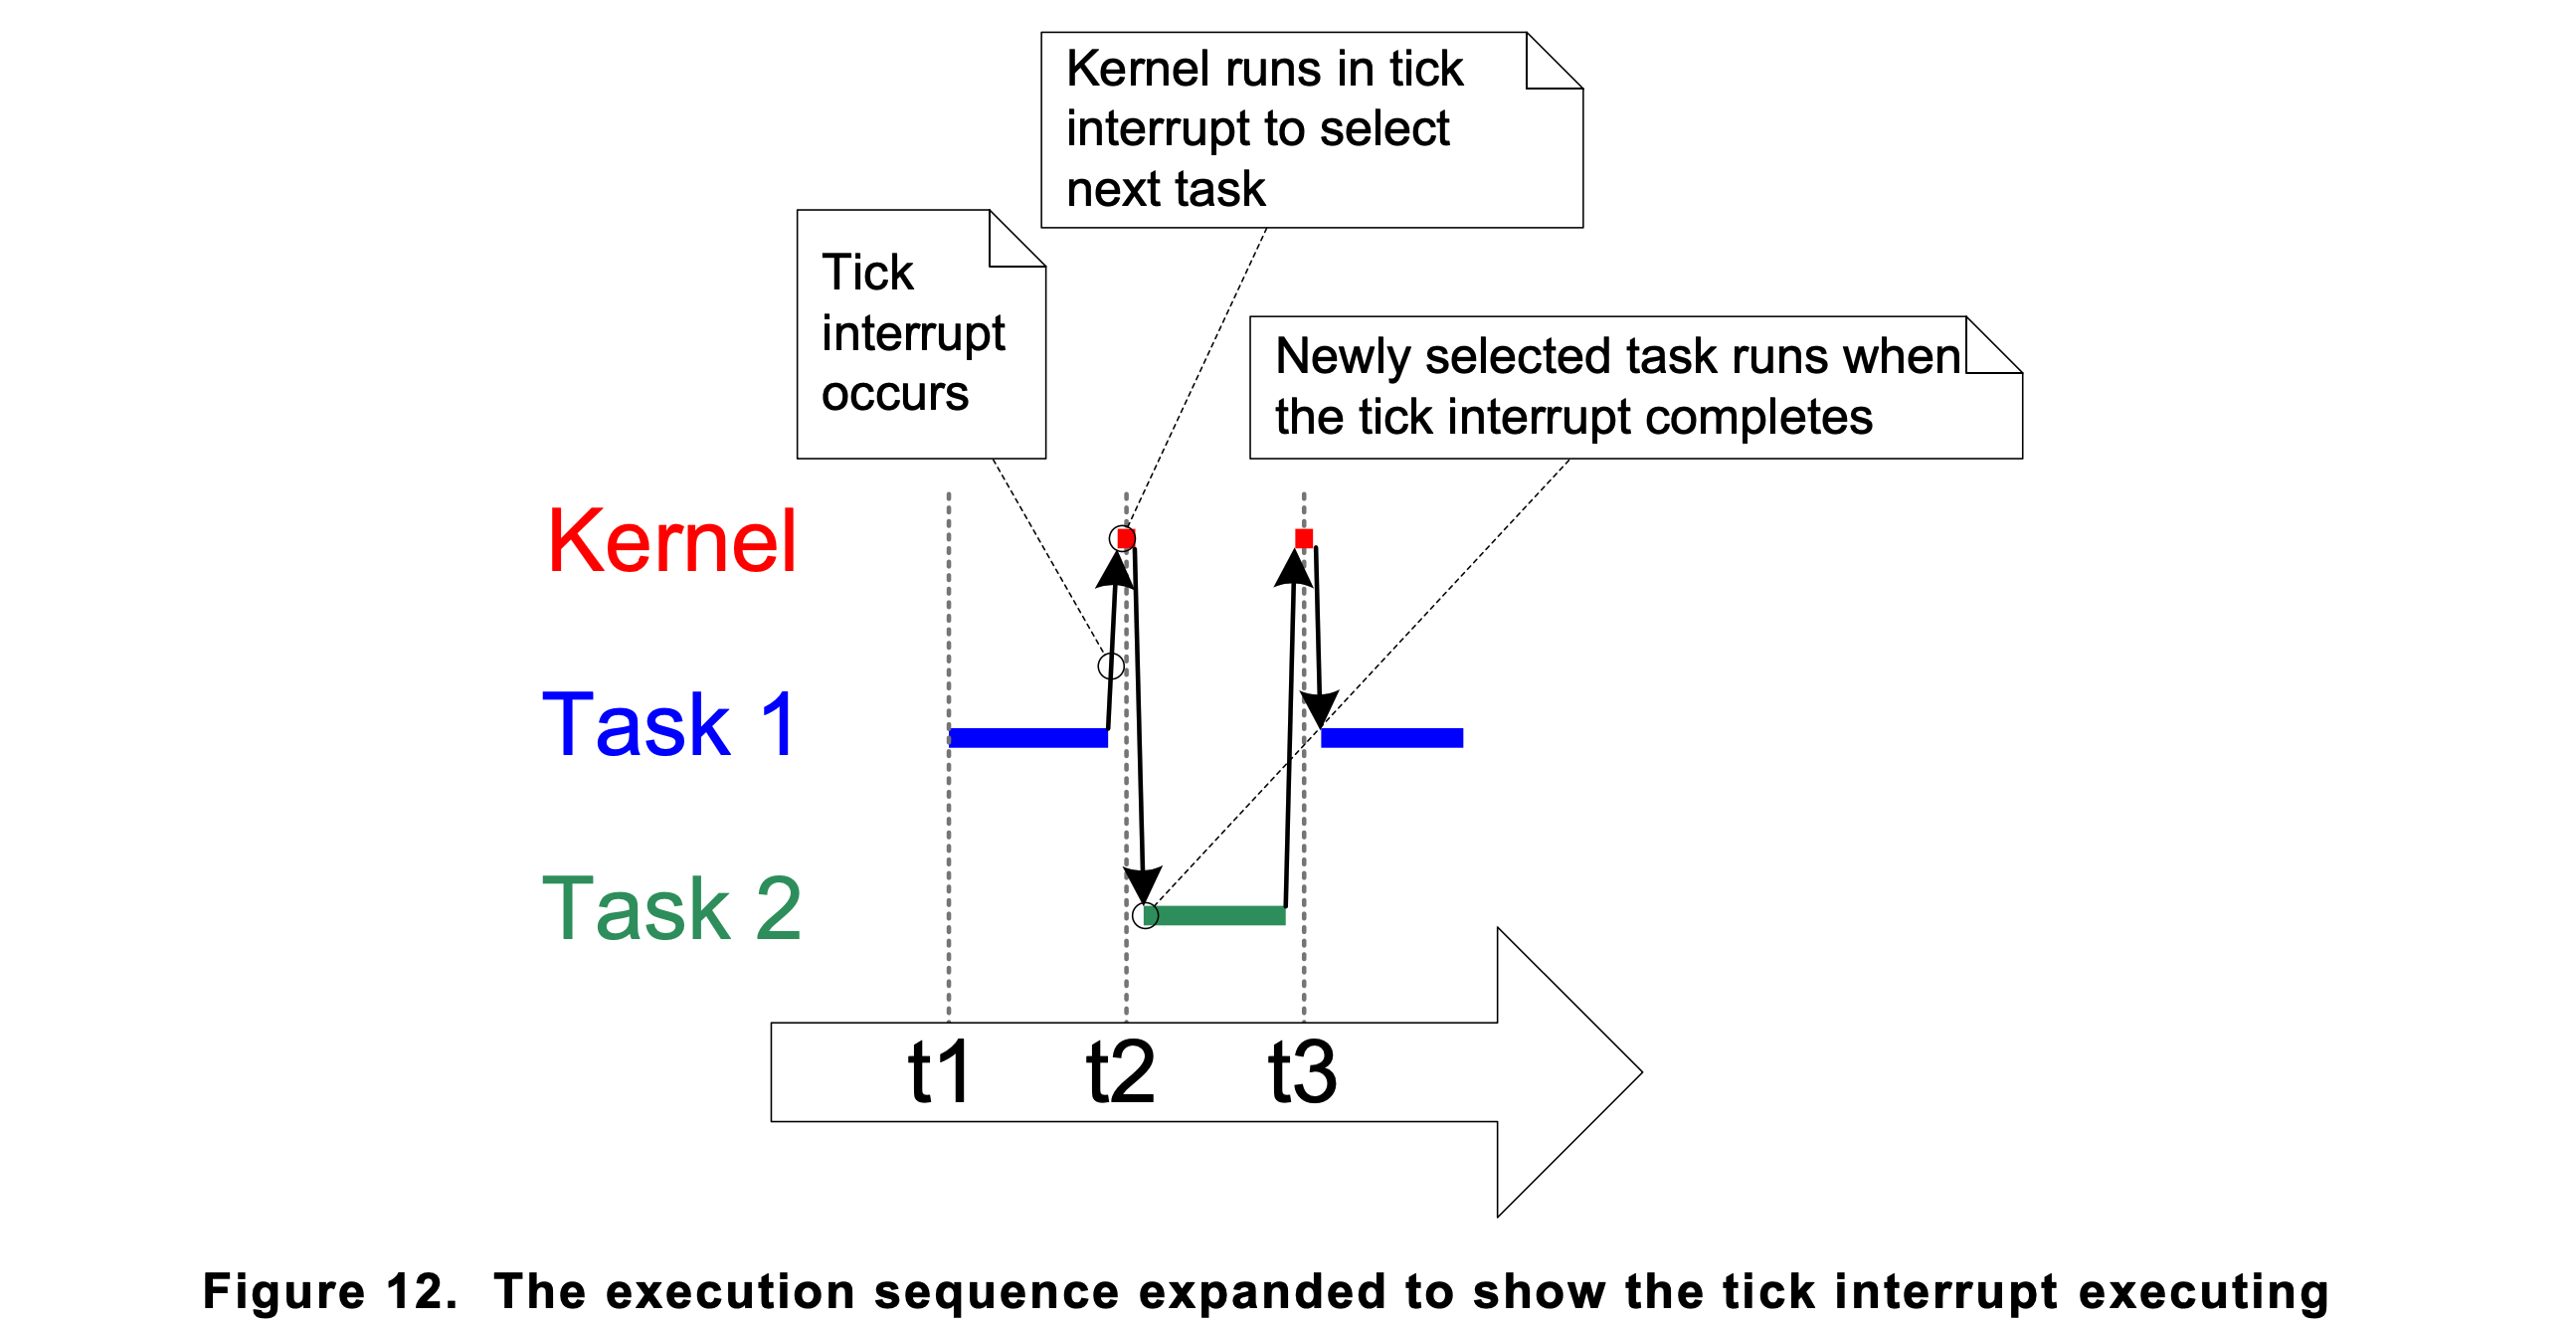 Kernel runs in tick
interrupt to select
next task
Tick
interrupt
occurs
Newly selected task runs when
the tick interrupt completes
Kernel
Task 1
Task 2
t1 t2 t3
Figure 12. The execution sequence expanded to show the tick interrupt executing